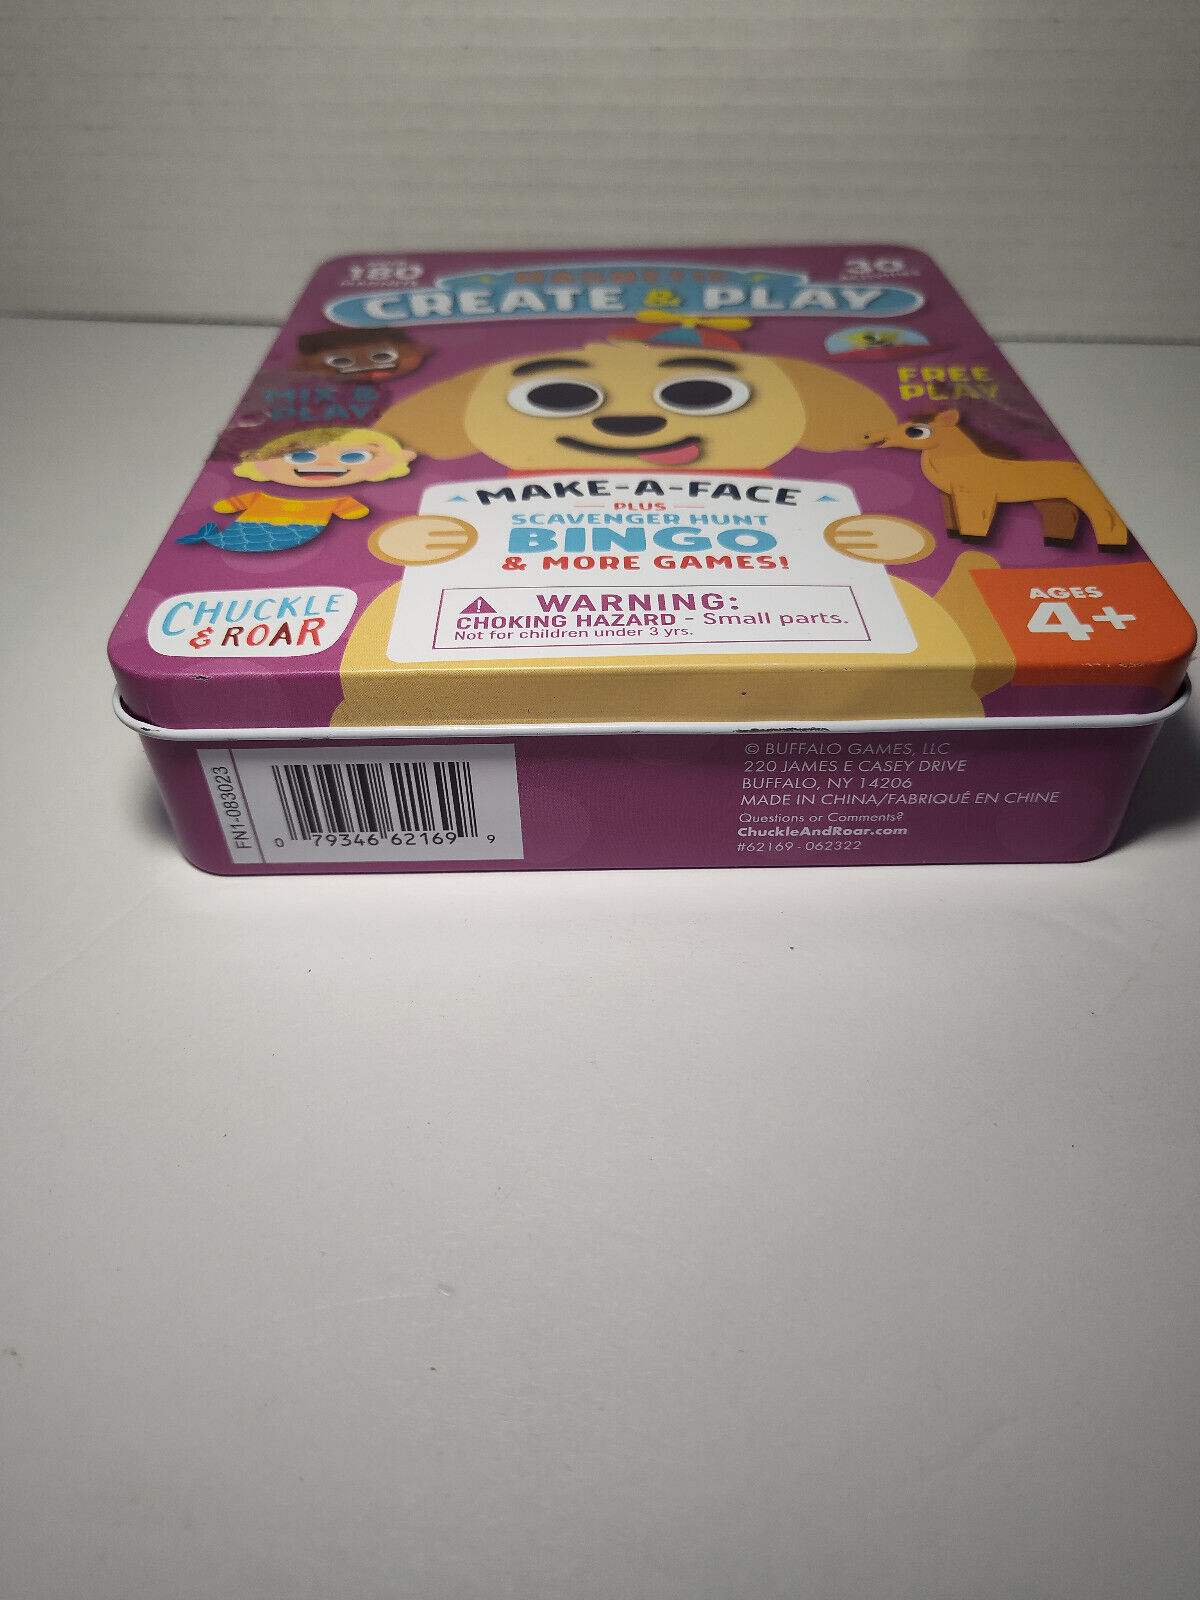 180
MAGNETIC
30
CREATE & PLAY
MIX &
PLAY
FREE
PLAY
MAKE-A-FACE
PLUS
SCAVENGER HUNT
BINGO
& MORE GAMES!
WARNING:
CHOKING HAZARD - Small parts.
Not for children under 3 yrs.
CHUCKLE
& ROAR
AGES
4+
FN1-083023
0 79346 62169 9
© BUFFALO GAMES, LLC
220 JAMES E CASEY DRIVE
BUFFALO, NY 14206
MADE IN CHINA/FABRIQUÉ EN CHINE
Questions or Comments?
ChuckleAndRoar.com
#62169 - 062322